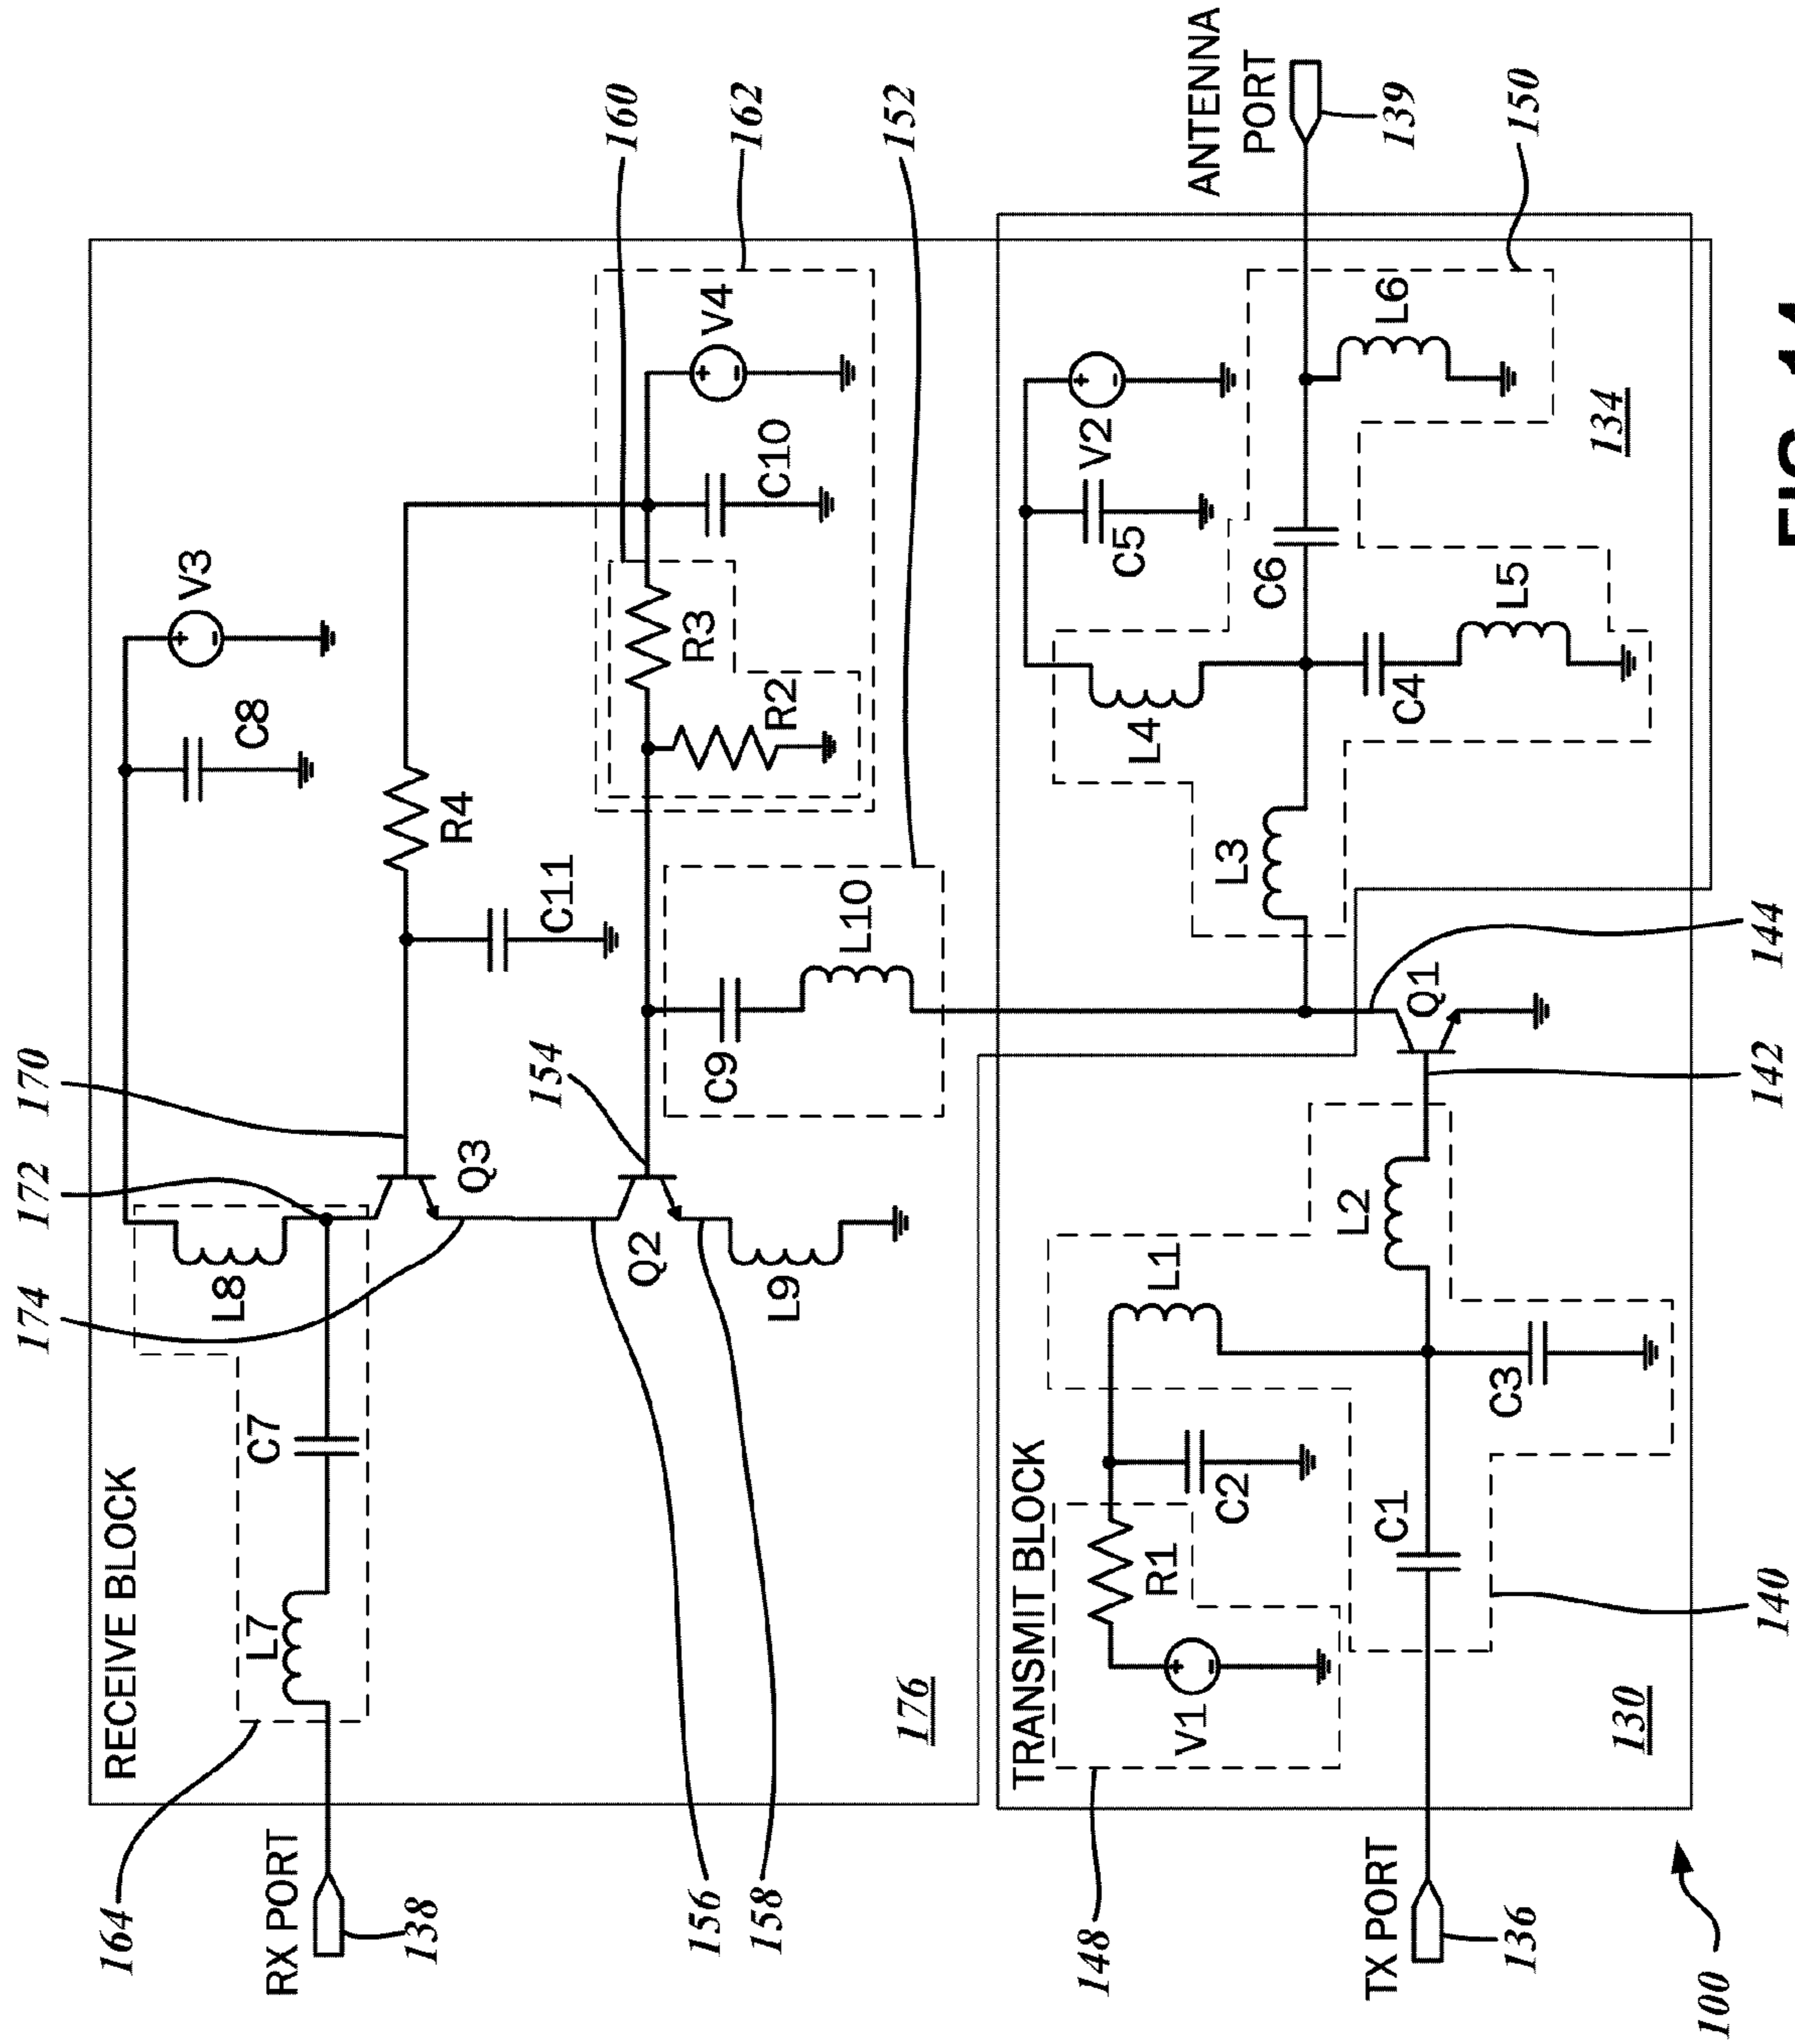 174
172
170
164
RECEIVE BLOCK
V3
L8
C8
L7
C7
RX PORT
138
R4
Q3
154
C11
160
Q2
R3
156
V4
C9
162
158
L9
R2
C10
L10
152
176
TRANSMIT BLOCK
148
V2
C5
L4
R1
L1
V1
ANTENNA
PORT
C2
L3
C6
L2
TX PORT
C1
L6
139
C4
Q1
C3
L5
136
150
134
130
100
140
142
144